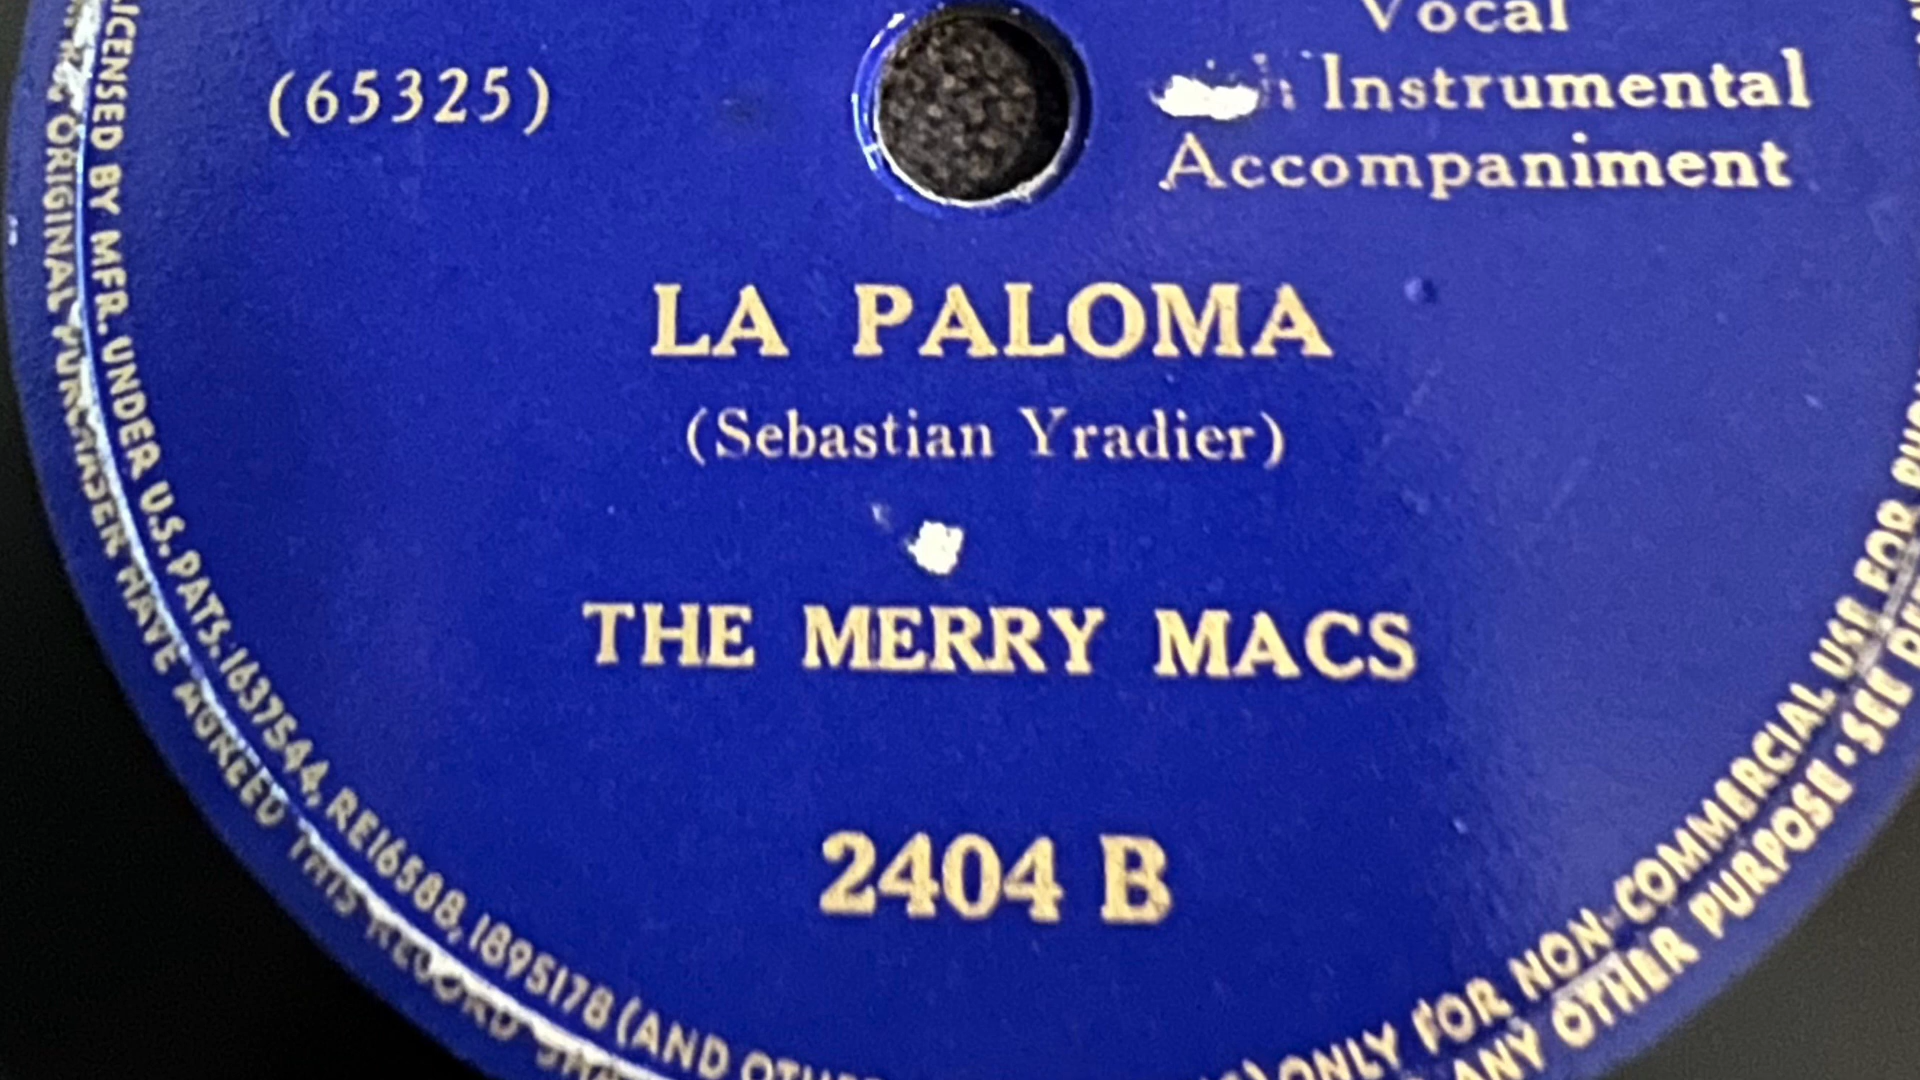 Vocal
(65325)
Instrumental
Accompaniment
LA PALOMA
(Sebastian Yradier)
THE MERRY MACS
2404 B
LICENSED BY MFR. UNDER U.S. PATS. 1637544, RE16588, 1895178 (AND
ONLY FOR NON-COMMERCIAL USE FOR
ORIGINAL PURCHASER HAVE AGREED THIS RECORD
ANY OTHER PURPOSE • SEE